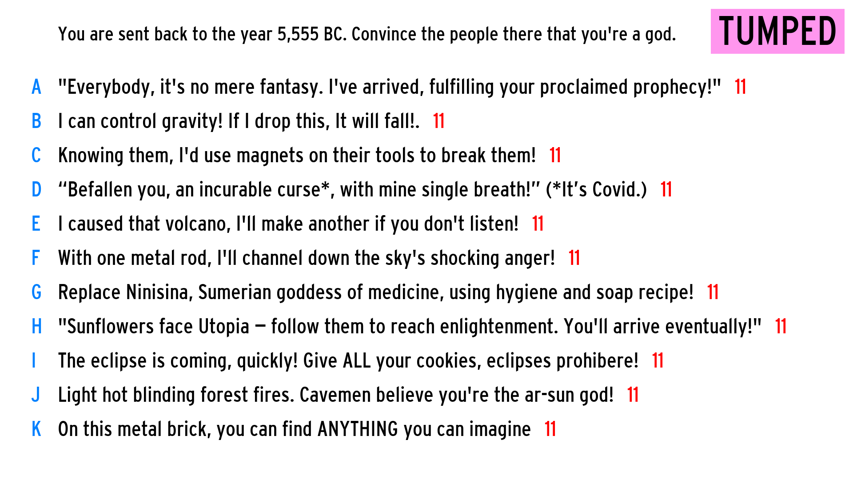 You are sent back to the year 5,555 BC. Convince the people there that you're a god.
TUMPED
A "Everybody, it's no mere fantasy. I've arrived, fulfilling your proclaimed prophecy!" 11
B I can control gravity! If I drop this, It will fall!. 11
C Knowing them, I'd use magnets on their tools to break them! 11
D “Befallen you, an incurable curse*, with mine single breath!” (*It’s Covid.) 11
E I caused that volcano, I'll make another if you don't listen! 11
F With one metal rod, I'll channel down the sky's shocking anger! 11
G Replace Ninisina, Sumerian goddess of medicine, using hygiene and soap recipe! 11
H "Sunflowers face Utopia – follow them to reach enlightenment. You'll arrive eventually!" 11
I The eclipse is coming, quickly! Give ALL your cookies, eclipses prohibere! 11
J Light hot blinding forest fires. Cavemen believe you're the ar-sun god! 11
K On this metal brick, you can find ANYTHING you can imagine 11